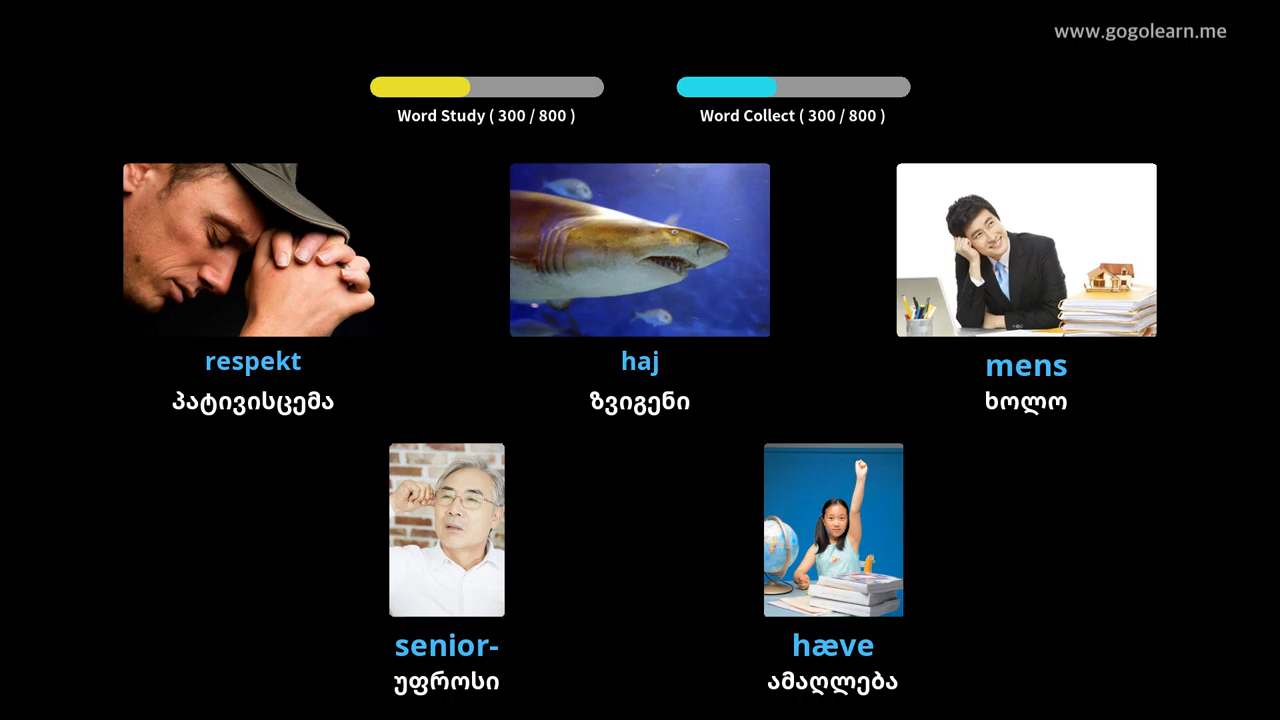 www.gogolearn.me
Word Study ( 300 / 800 )
Word Collect ( 300 / 800 )
respekt
პატივისცემა
haj
ზვიგენი
mens
ხოლო
senior-
უფროსი
hæve
ამაღლება